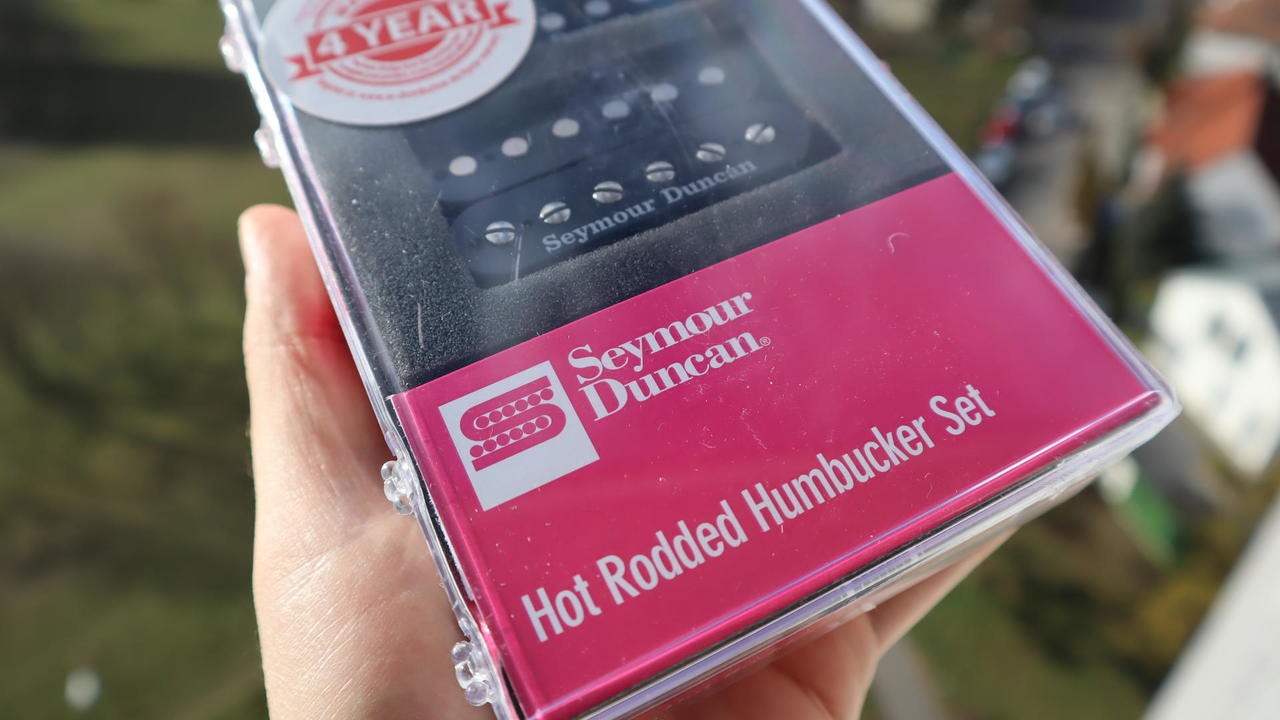 4 YEAR
Seymour Duncan
Seymour
Duncan®
Hot Rodded Humbucker Set